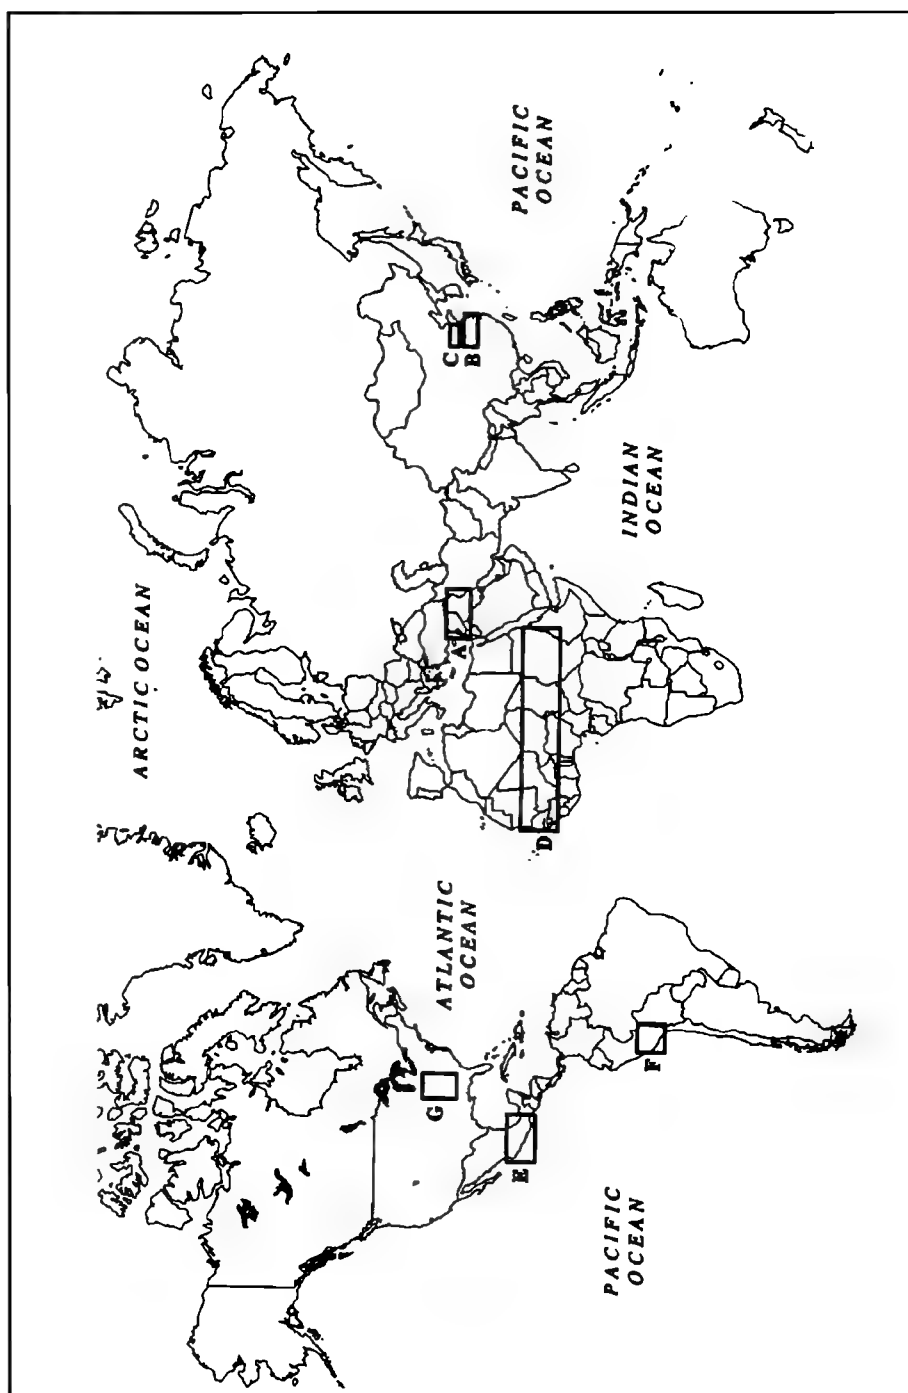 ARCTIC OCEAN
PACIFIC
OCEAN
C
B
A
INDIAN
OCEAN
D
ATLANTIC
OCEAN
G
F
E
PACIFIC
OCEAN